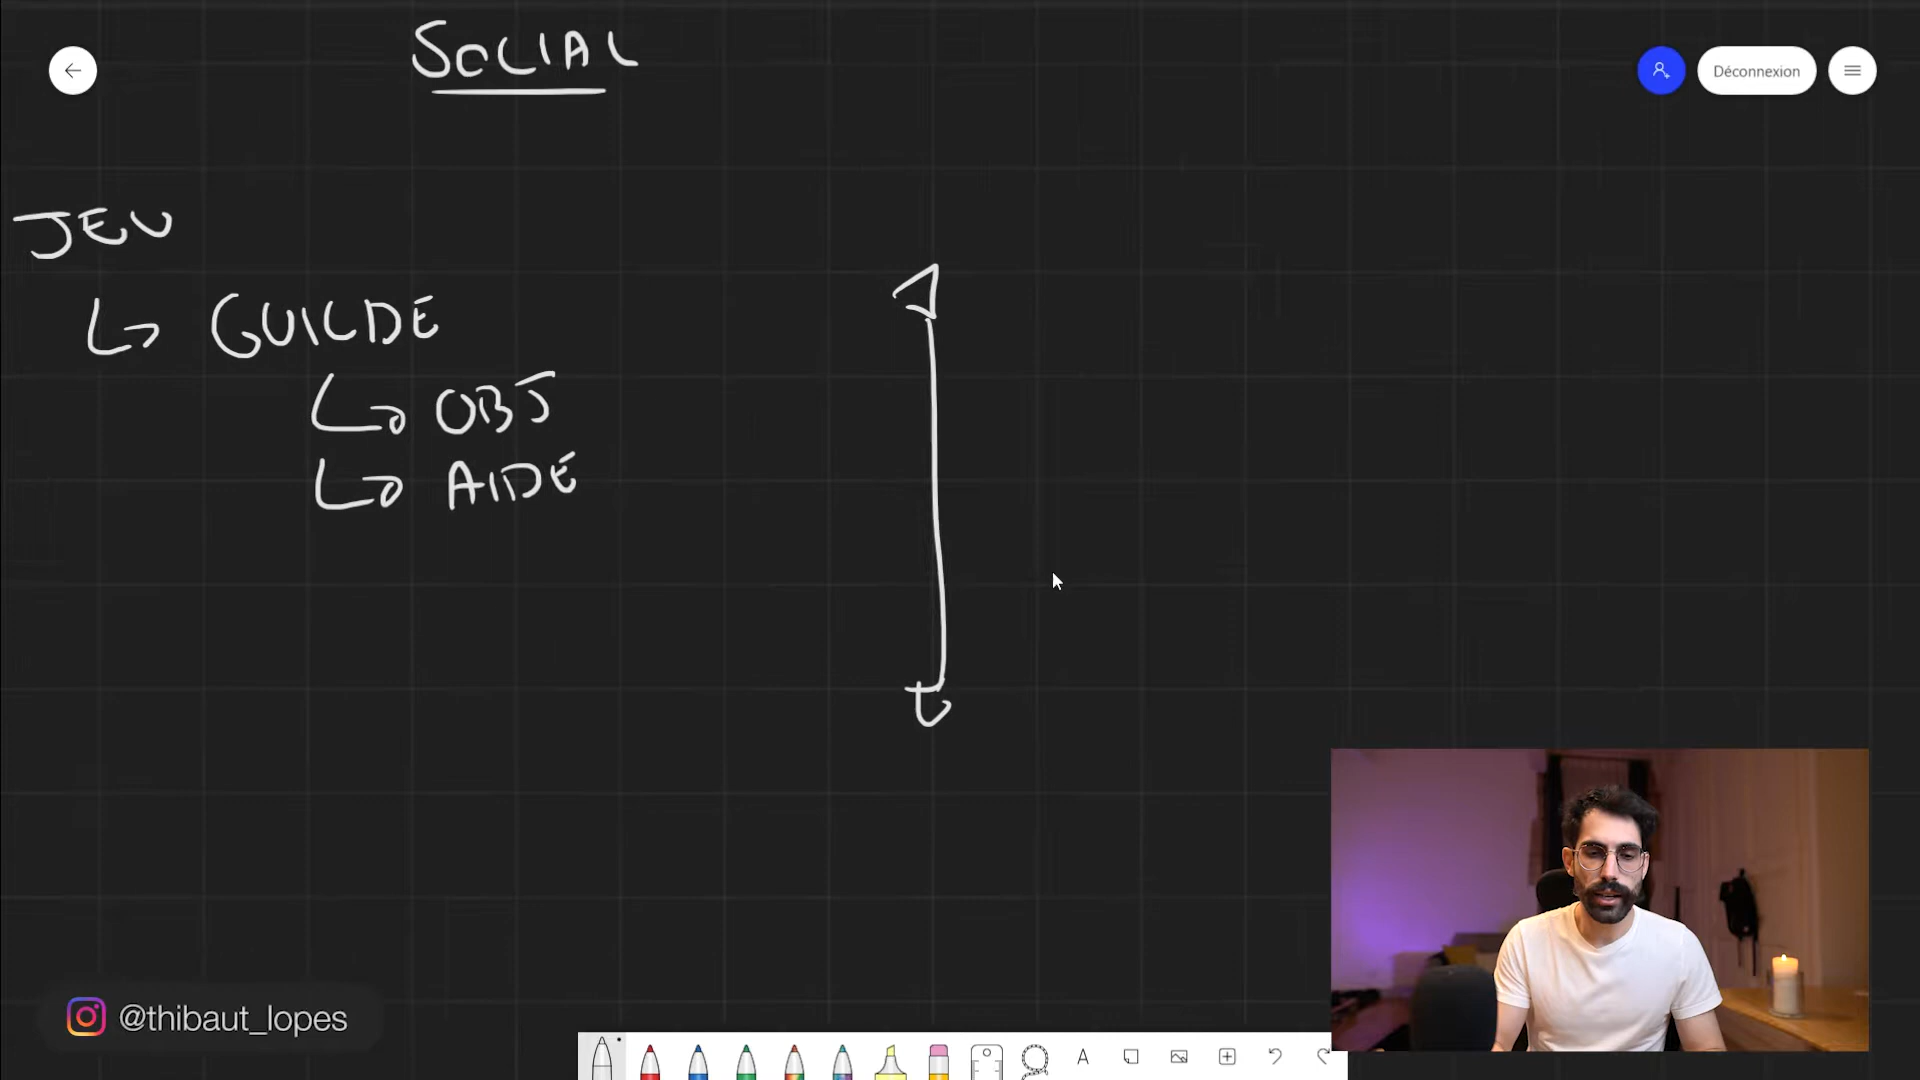 SOCIAL
Déconnexion
JEU
GUILDE
OBJ
AIDE
@thibaut_lopes
A